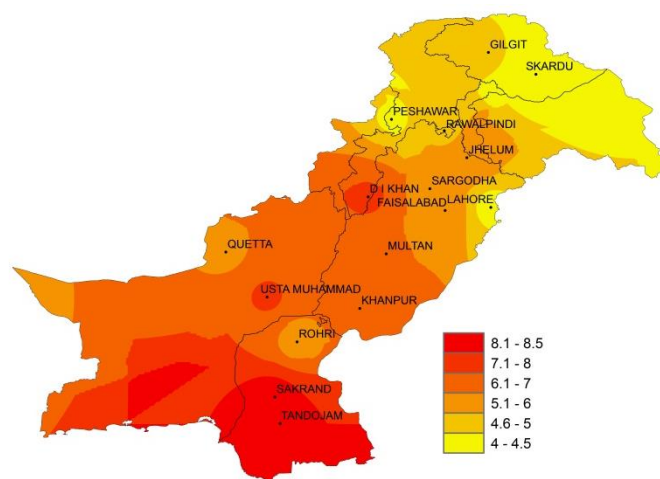 GILGIT
SKARDU
PESHAWAR
RAWALPINDI
JHELUM
SARGODHA
D I KHAN
FAISALABAD
LAHORE
QUETTA
MULTAN
USTA MUHAMMAD
KHANPUR
ROHRI
SAKRAND
TANDOJAM
8.1 - 8.5
7.1 - 8
6.1 - 7
5.1 - 6
4.6 - 5
4 - 4.5